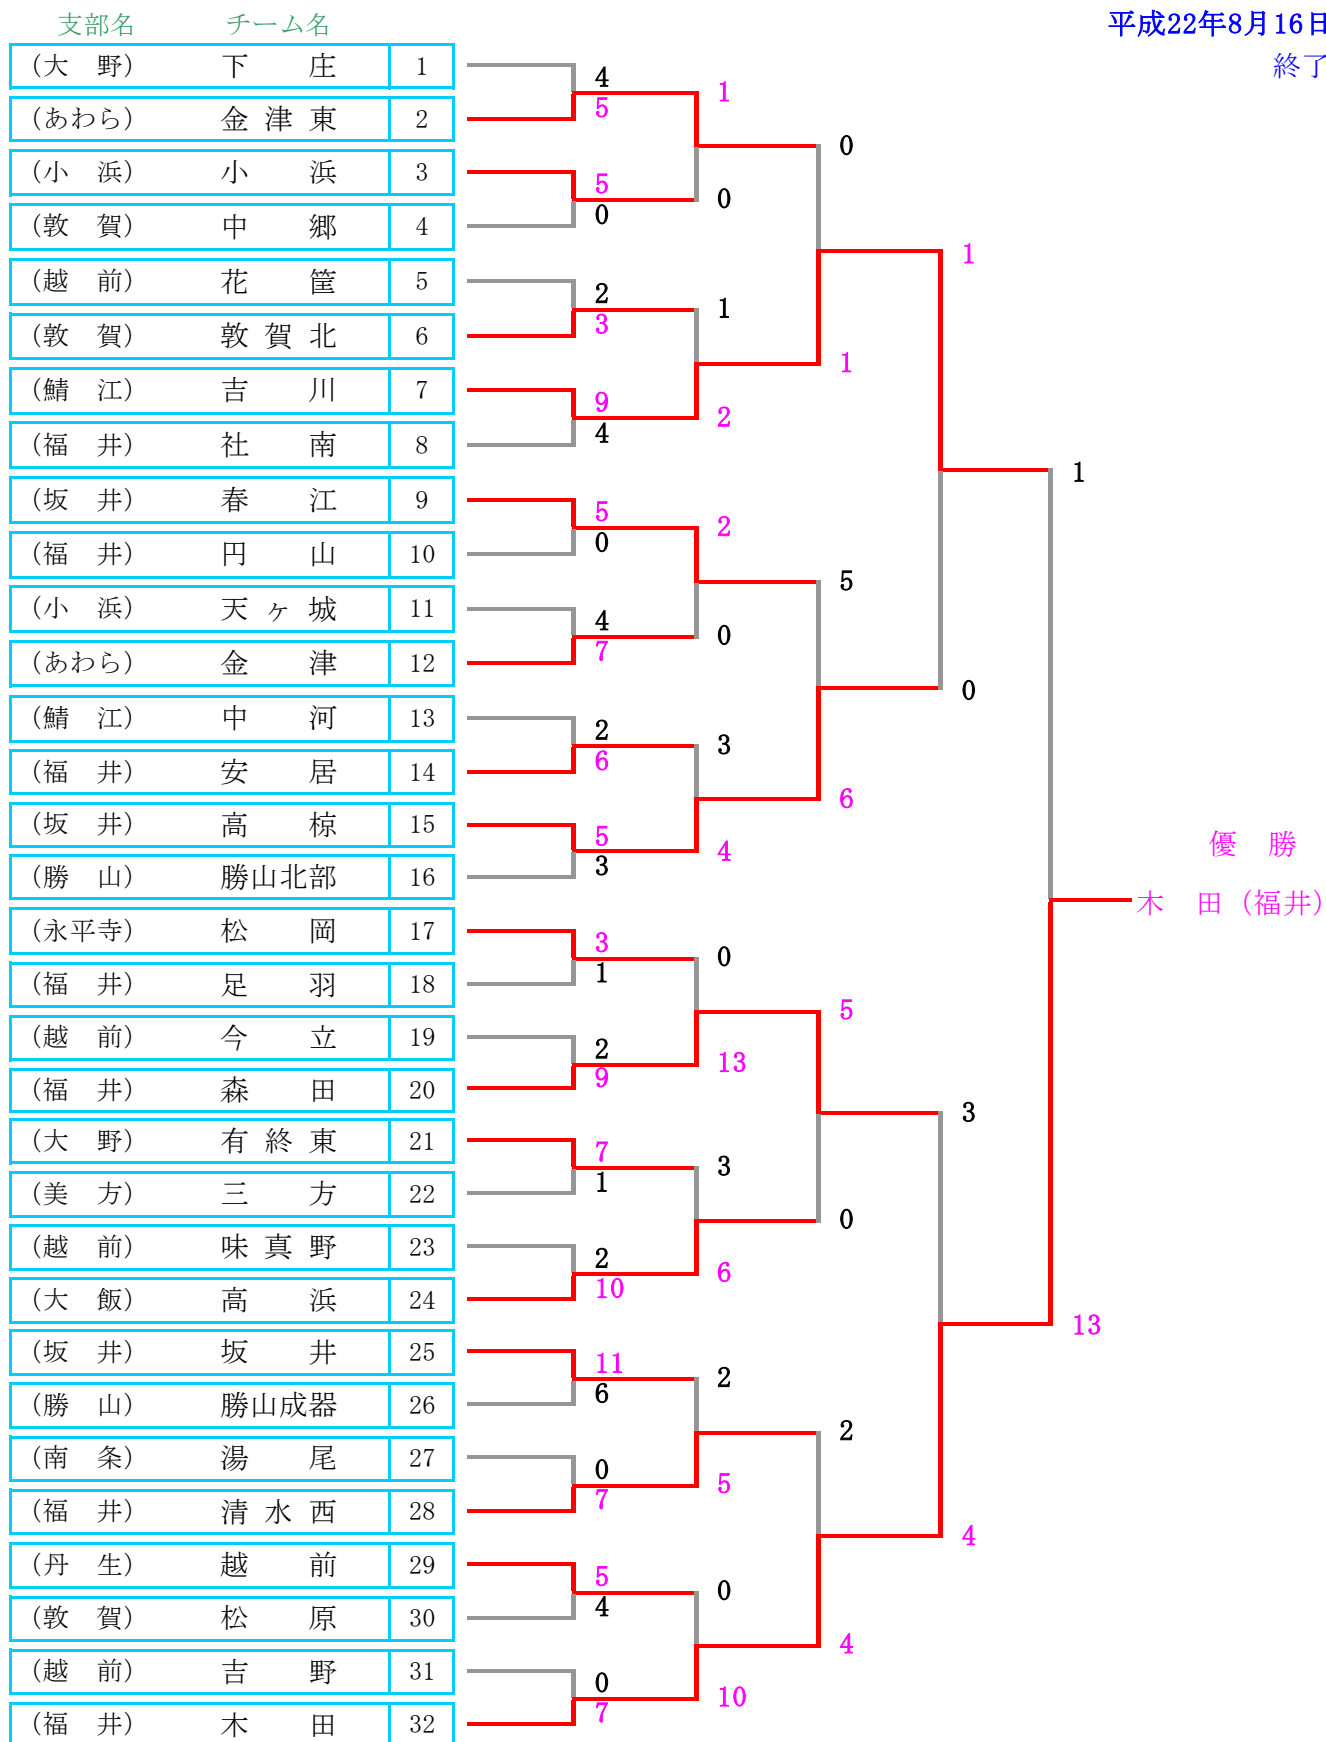 支部名 チーム名 平成22年8月16日
終了
(大 野) 下 庄 1
(あわら) 金 津 東 2
(小 浜) 小 浜 3
(敦 賀) 中 郷 4
(越 前) 花 筐 5
(敦 賀) 敦 賀 北 6
(鯖 江) 吉 川 7
(福 井) 社 南 8
(坂 井) 春 江 9
(福 井) 円 山 10
(小 浜) 天 ヶ 城 11
(あわら) 金 津 12
(鯖 江) 中 河 13
(福 井) 安 居 14
(坂 井) 高 椋 15
(勝 山) 勝山北部 16
(永平寺) 松 岡 17
(福 井) 足 羽 18
(越 前) 今 立 19
(福 井) 森 田 20
(大 野) 有 終 東 21
(美 方) 三 方 22
(越 前) 味 真 野 23
(大 飯) 高 浜 24
(坂 井) 坂 井 25
(勝 山) 勝山成器 26
(南 条) 湯 尾 27
(福 井) 清 水 西 28
(丹 生) 越 前 29
(敦 賀) 松 原 30
(越 前) 吉 野 31
(福 井) 木 田 32
4
5
5
0
2
3
9
4
5
0
4
7
2
6
5
3
3
1
2
9
7
1
2
10
11
6
0
7
5
4
0
7
1
0
1
2
2
0
3
4
0
13
3
6
2
5
0
10
0
1
5
6
5
0
2
4
1
0
3
4
1
13
優 勝
木 田 (福井)